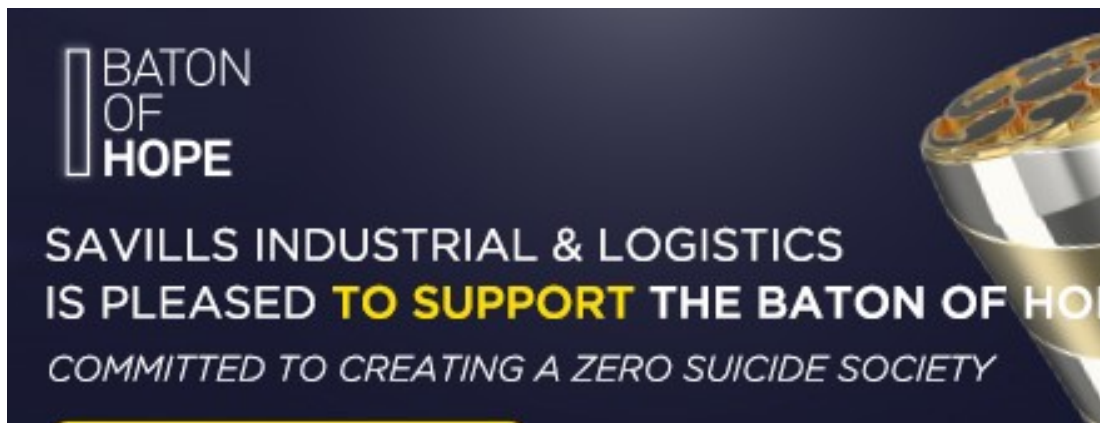 BATON
OF
HOPE
SAVILLS INDUSTRIAL & LOGISTICS
IS PLEASED TO SUPPORT THE BATON OF
COMMITTED TO CREATING A ZERO SUICIDE SOCIETY